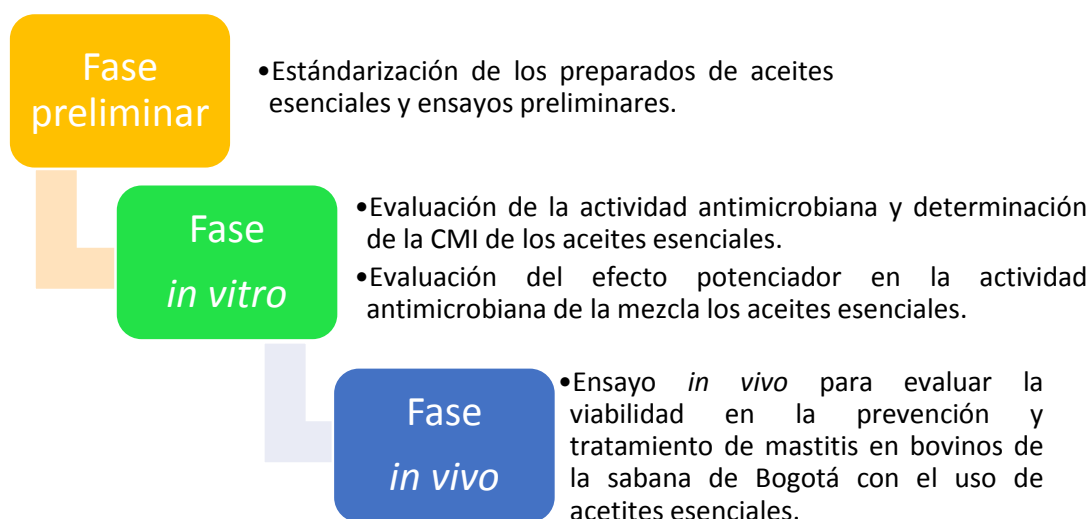 Fase
preliminar
•Estándarización de los preparados de aceites
esenciales y ensayos preliminares.
Fase
in vitro
•Evaluación de la actividad antimicrobiana y determinación
de la CMI de los aceites esenciales.
•Evaluación del efecto potenciador en la actividad
antimicrobiana de la mezcla los aceites esenciales.
Fase
in vivo
•Ensayo in vivo para evaluar la
viabilidad en la prevención y
tratamiento de mastitis en bovinos de
la sabana de Bogotá con el uso de
acetites esenciales.